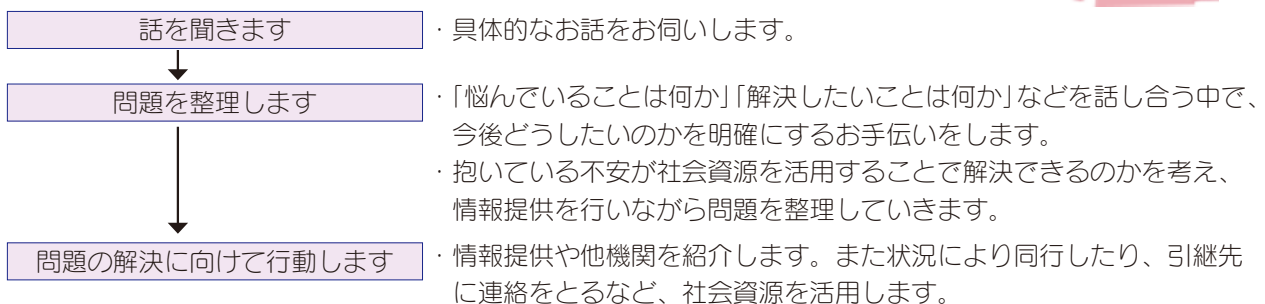 話を聞きます
・具体的なお話をお伺いします。
問題を整理します
・「悩んでいることは何か」「解決したいことは何か」などを話し合う中で、
今後どうしたいのかを明確にするお手伝いをします。
・抱いている不安が社会資源を活用することで解決できるのかを考え、
情報提供を行いながら問題を整理していきます。
問題の解決に向けて行動します
・情報提供や他機関を紹介します。また状況により同行したり、引継先
に連絡をとるなど、社会資源を活用します。